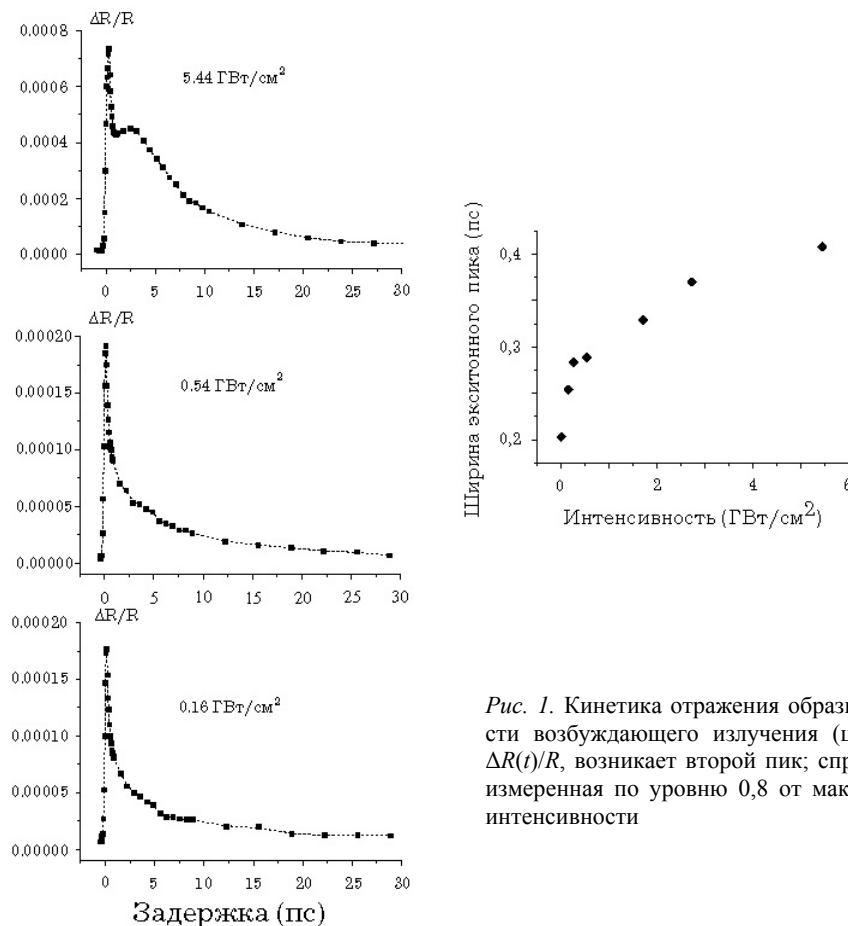 ΔR/R
0.0008
0.0006
0.0004
0.0002
0.0000
5.44 ГВт/см²
0 5 10 15 20 25 30
ΔR/R
0.00020
0.00015
0.00010
0.00005
0.00000
0.54 ГВт/см²
0 5 10 15 20 25 30
ΔR/R
0.00020
0.00015
0.00010
0.00005
0.00000
0.16 ГВт/см²
0 5 10 15 20 25 30
Задержка (пс)
Ширина экситонного пика (пс)
0,4
0,3
0,2
0 2 4 6
Интенсивность (ГВт/см²)
Рис. 1. Кинетика отражения образ
сти возбуждающего излучения
ΔR(t)/R, возникает второй пик;
измеренная по уровню 0,8 от
интенсивности